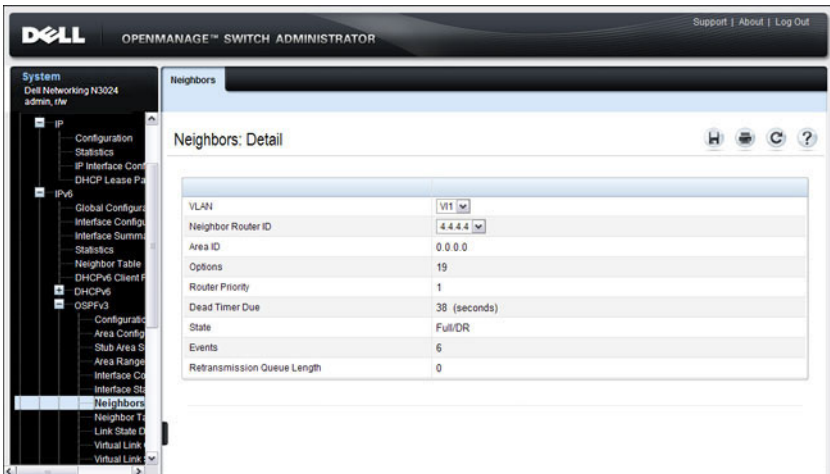 Support | About | Log Out
DELL OPENMANAGE™ SWITCH ADMINISTRATOR
System
Dell Networking N3024
admin, r/w
IP
Configuration
Statistics
IP Interface Conf
DHCP Lease Pa
IPv6
Global Configura
Interface Configu
Interface Summa
Statistics
Neighbor Table
DHCPv6 Client P
DHCPv6
OSPFv3
Configuratio
Area Config
Stub Area S
Area Range
Interface Co
Interface Sta
Neighbors
Neighbor Ta
Link State D
Virtual Link
Virtual Link
Neighbors
Neighbors: Detail
VLAN Vl1
Neighbor Router ID 4.4.4.4
Area ID 0.0.0.0
Options 19
Router Priority 1
Dead Timer Due 38 (seconds)
State Full/DR
Events 6
Retransmission Queue Length 0